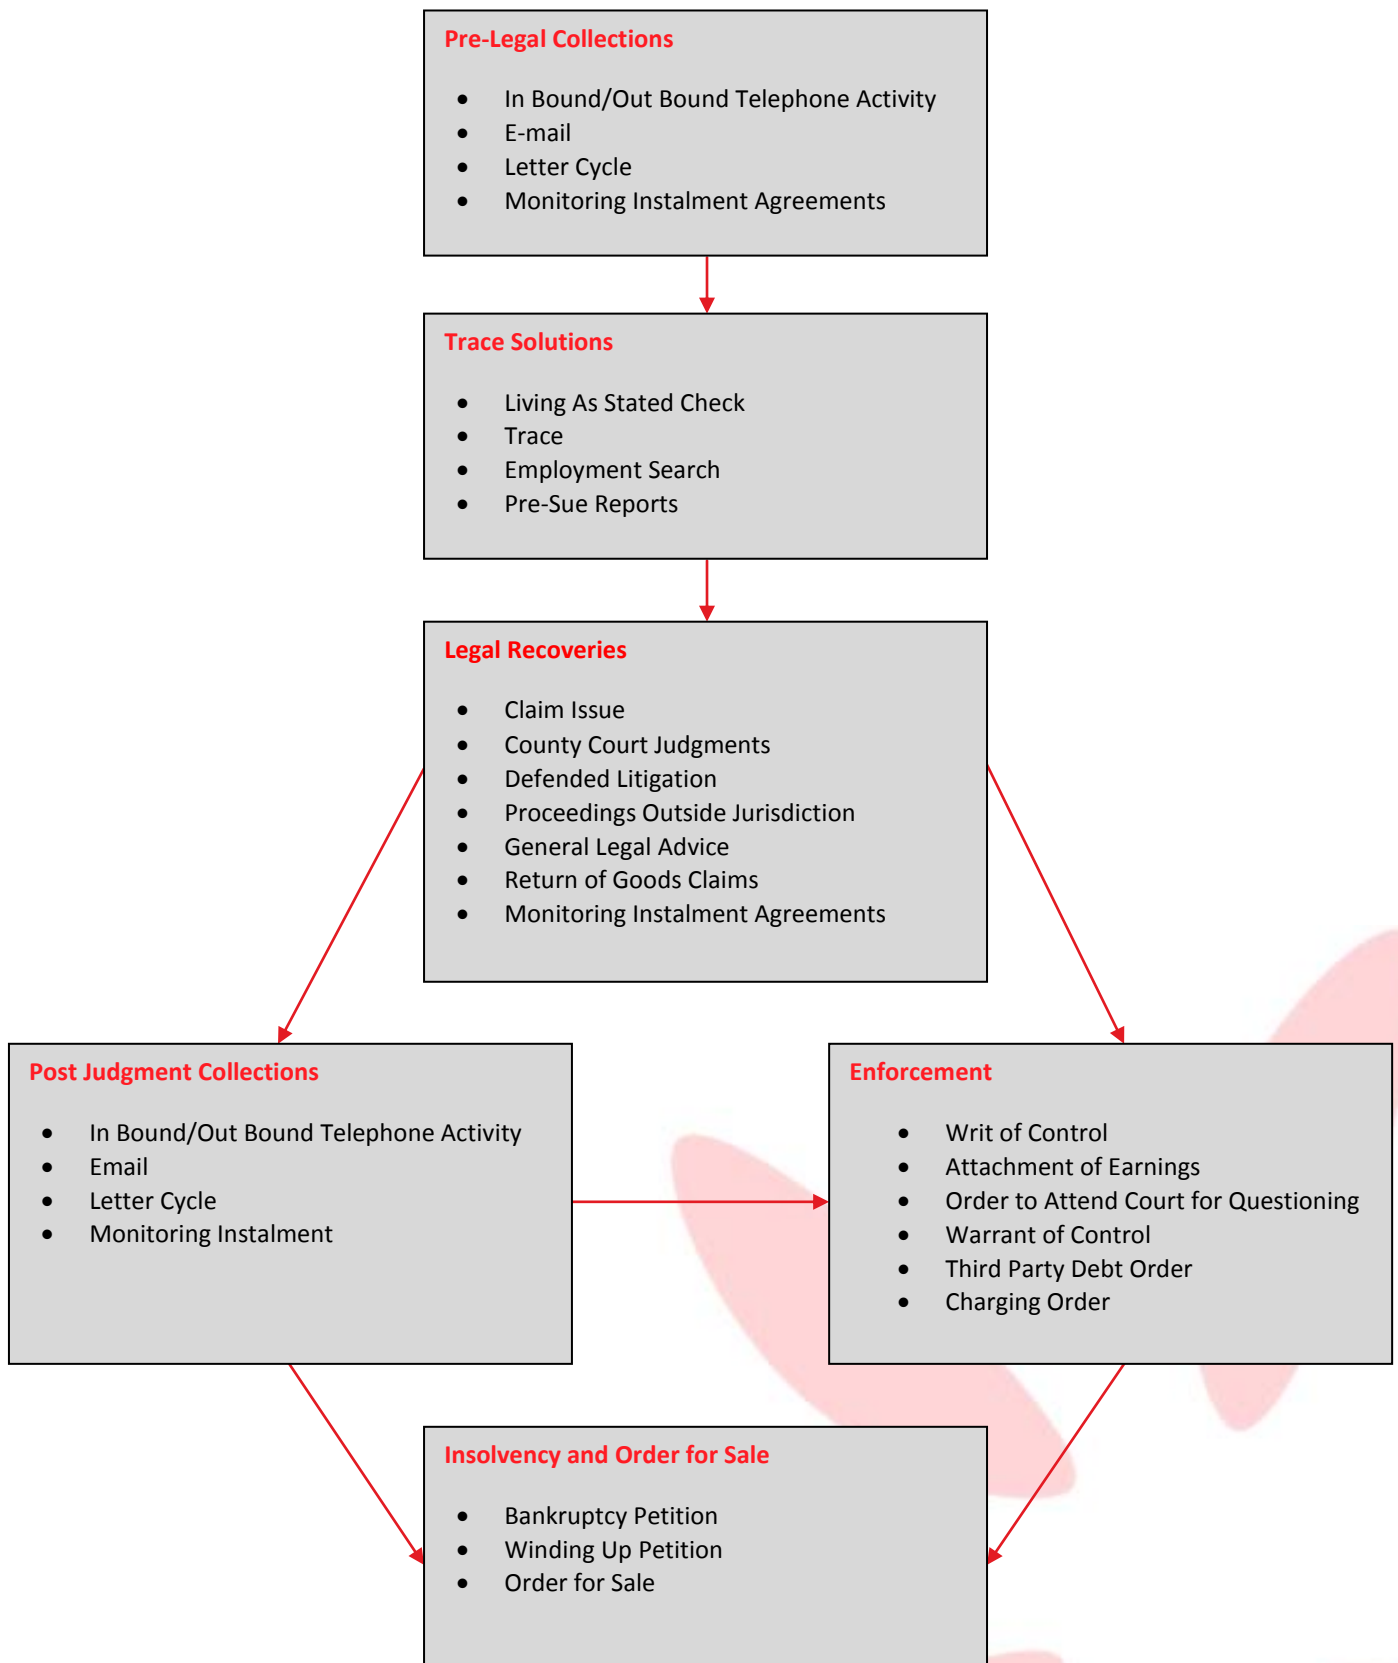 Pre-Legal Collections
• In Bound/Out Bound Telephone Activity
• E-mail
• Letter Cycle
• Monitoring Instalment Agreements
Trace Solutions
• Living As Stated Check
• Trace
• Employment Search
• Pre-Sue Reports
Legal Recoveries
• Claim Issue
• County Court Judgments
• Defended Litigation
• Proceedings Outside Jurisdiction
• General Legal Advice
• Return of Goods Claims
• Monitoring Instalment Agreements
Post Judgment Collections
• In Bound/Out Bound Telephone Activity
• Email
• Letter Cycle
• Monitoring Instalment
Enforcement
• Writ of Control
• Attachment of Earnings
• Order to Attend Court for Questioning
• Warrant of Control
• Third Party Debt Order
• Charging Order
Insolvency and Order for Sale
• Bankruptcy Petition
• Winding Up Petition
• Order for Sale